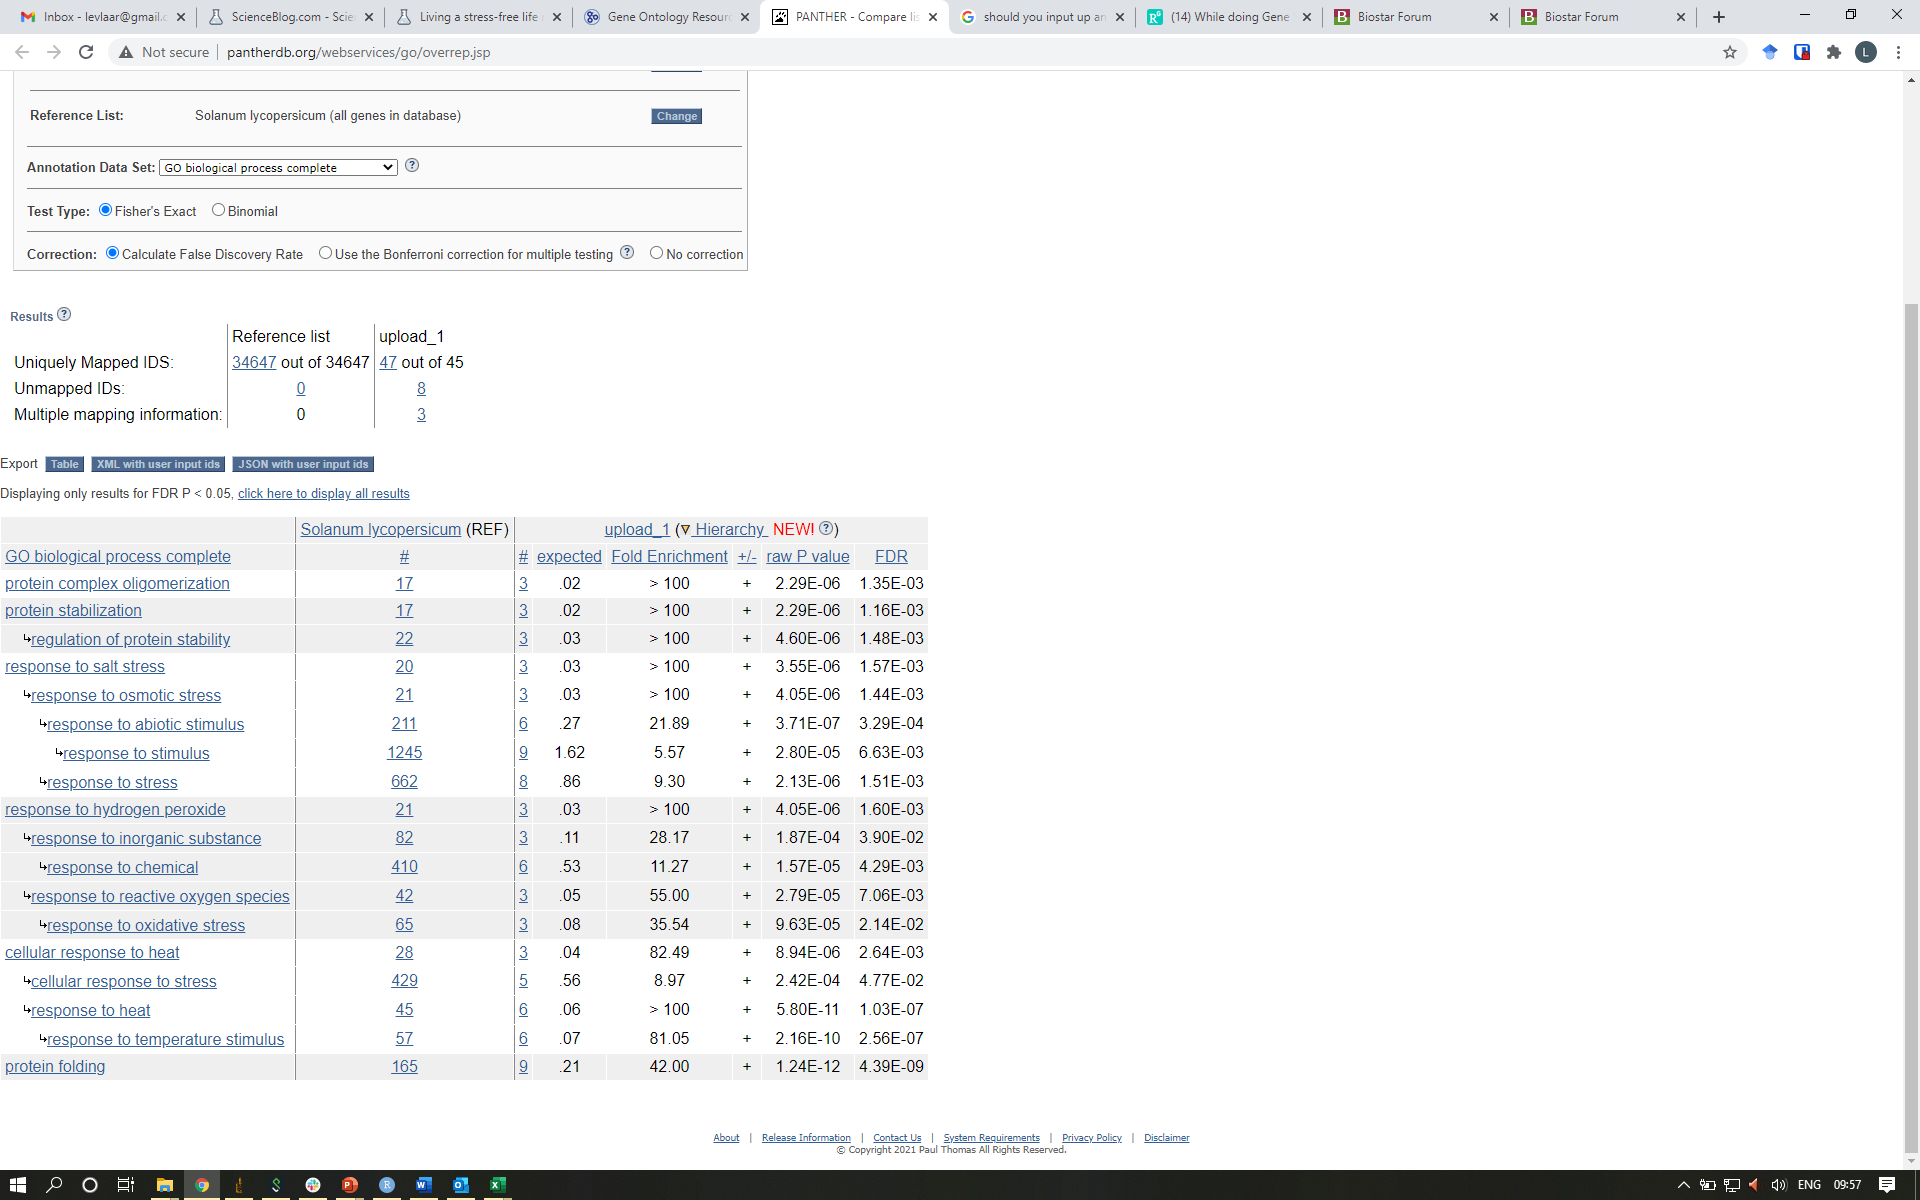 Inbox - levlaar@gmail.c
ScienceBlog.com - Scie
Living a stress-free life
Gene Ontology Resourc
PANTHER - Compare lis
should you input up an
(14) While doing Gene
Biostar Forum
Biostar Forum
Not secure pantherdb.org/webservices/go/overrep.jsp
L
Reference List: Solanum lycopersicum (all genes in database) Change
Annotation Data Set: GO biological process complete ?
Test Type: Fisher's Exact Binomial
Correction: Calculate False Discovery Rate Use the Bonferroni correction for multiple testing ? No correction
Results ?
Reference list upload_1
Uniquely Mapped IDS: 34647 out of 34647 47 out of 45
Unmapped IDs: 0 8
Multiple mapping information: 0 3
Export Table XML with user input ids JSON with user input ids
Displaying only results for FDR P < 0.05, click here to display all results
Solanum lycopersicum (REF) upload_1 (▼ Hierarchy NEW! ?)
GO biological process complete # # expected Fold Enrichment +/- raw P value FDR
protein complex oligomerization 17 3 .02 > 100 + 2.29E-06 1.35E-03
protein stabilization 17 3 .02 > 100 + 2.29E-06 1.16E-03
↳regulation of protein stability 22 3 .03 > 100 + 4.60E-06 1.48E-03
response to salt stress 20 3 .03 > 100 + 3.55E-06 1.57E-03
↳response to osmotic stress 21 3 .03 > 100 + 4.05E-06 1.44E-03
↳response to abiotic stimulus 211 6 .27 21.89 + 3.71E-07 3.29E-04
↳response to stimulus 1245 9 1.62 5.57 + 2.80E-05 6.63E-03
↳response to stress 662 8 .86 9.30 + 2.13E-06 1.51E-03
response to hydrogen peroxide 21 3 .03 > 100 + 4.05E-06 1.60E-03
↳response to inorganic substance 82 3 .11 28.17 + 1.87E-04 3.90E-02
↳response to chemical 410 6 .53 11.27 + 1.57E-05 4.29E-03
↳response to reactive oxygen species 42 3 .05 55.00 + 2.79E-05 7.06E-03
↳response to oxidative stress 65 3 .08 35.54 + 9.63E-05 2.14E-02
cellular response to heat 28 3 .04 82.49 + 8.94E-06 2.64E-03
↳cellular response to stress 429 5 .56 8.97 + 2.42E-04 4.77E-02
↳response to heat 45 6 .06 > 100 + 5.80E-11 1.03E-07
↳response to temperature stimulus 57 6 .07 81.05 + 2.16E-10 2.56E-07
protein folding 165 9 .21 42.00 + 1.24E-12 4.39E-09
About | Release Information | Contact Us | System Requirements | Privacy Policy | Disclaimer
© Copyright 2021 Paul Thomas All Rights Reserved.
ENG 09:57